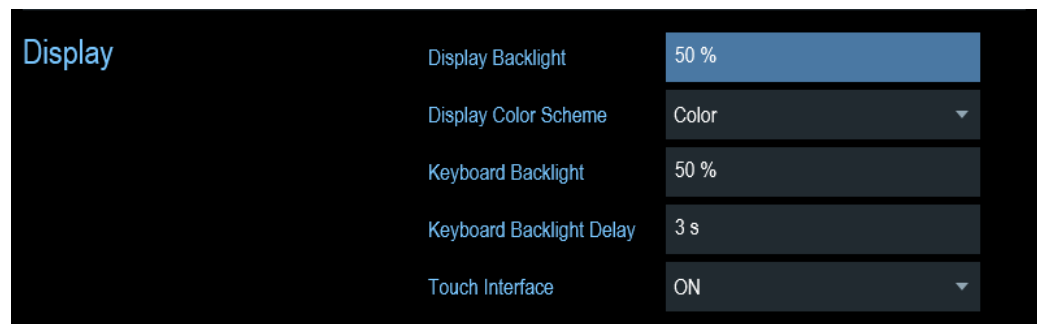 Display
Display Backlight 50 %
Display Color Scheme Color
Keyboard Backlight 50 %
Keyboard Backlight Delay 3 s
Touch Interface ON